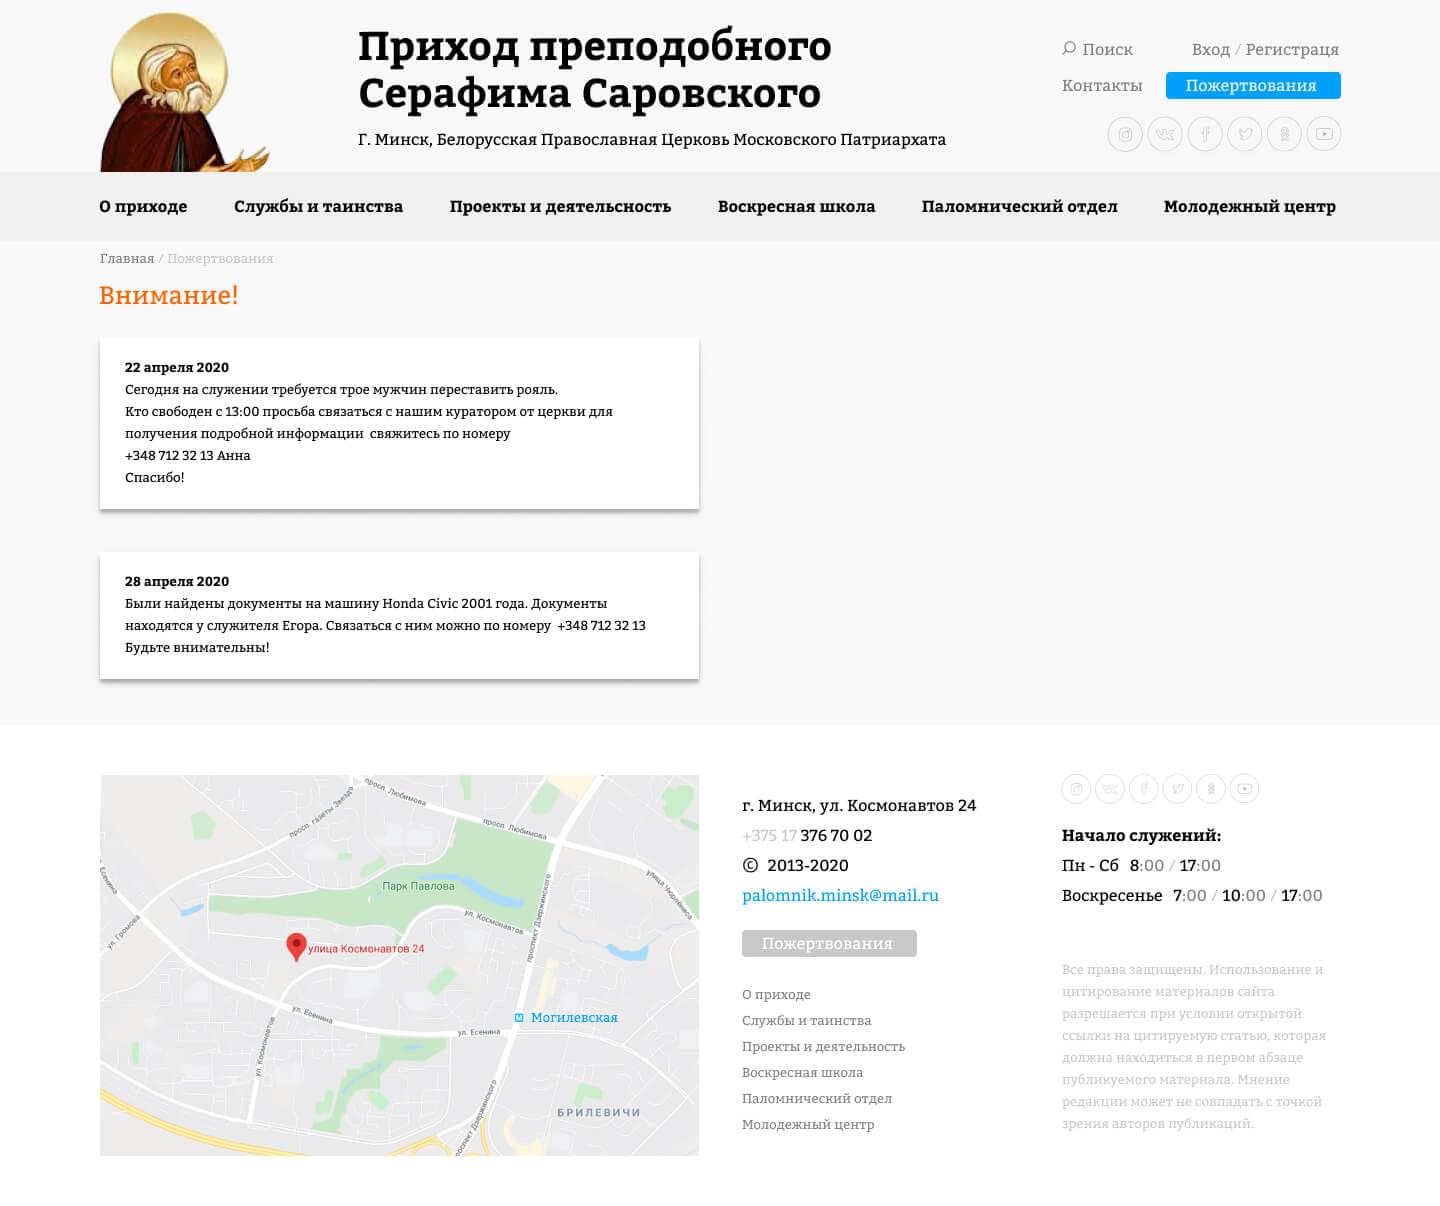 Приход преподобного
Серафима Саровского
Г. Минск, Белорусская Православная Церковь Московского Патриархата
Поиск
Вход / Регистраця
Контакты
Пожертвования
О приходе
Службы и таинства
Проекты и деятельсность
Воскресная школа
Паломнический отдел
Молодежный центр
Главная / Пожертвования
Внимание!
22 апреля 2020
Сегодня на служении требуется трое мужчин переставить рояль.
Кто свободен с 13:00 просьба связаться с нашим куратором от церкви для
получения подробной информации свяжитесь по номеру
+348 712 32 13 Анна
Спасибо!
28 апреля 2020
Были найдены документы на машину Honda Civic 2001 года. Документы
находятся у служителя Егора. Связаться с ним можно по номеру +348 712 32 13
Будьте внимательны!
просп. Любимова
просп. газеты Звезда
просп. Любимова
ул. Есенина
Парк Павлова
ул. Громова
ул. Космонавтов
проспект Дзержинского
улица Чюрлёниса
улица Космонавтов 24
ул. Есенина
Могилевская
ул. Есенина
ул. Космонавтов
проспект Дзержинского
БРИЛЕВИЧИ
г. Минск, ул. Космонавтов 24
+375 17 376 70 02
© 2013-2020
palomnik.minsk@mail.ru
Пожертвования
О приходе
Службы и таинства
Проекты и деятельность
Воскресная школа
Паломнический отдел
Молодежный центр
Начало служений:
Пн - Сб 8:00 / 17:00
Воскресенье 7:00 / 10:00 / 17:00
Все права защищены. Использование и
цитирование материалов сайта
разрешается при условии открытой
ссылки на цитируемую статью, которая
должна находиться в первом абзаце
публикуемого материала. Мнение
редакции может не совпадать с точкой
зрения авторов публикаций.